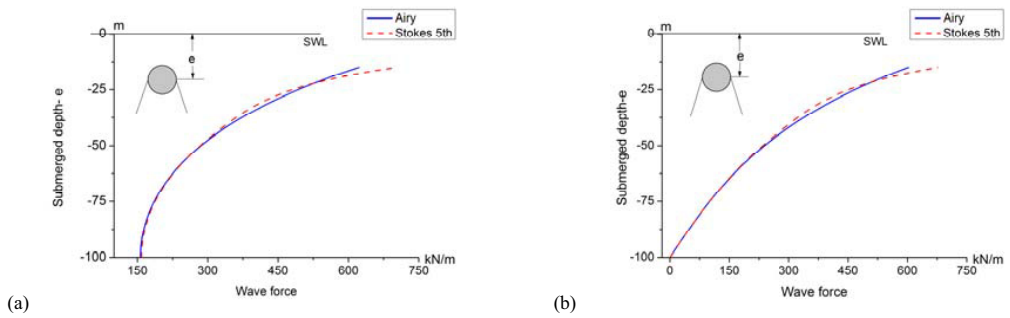 m
Airy
Stokes 5th
SWL
e
0
-25
-50
-75
-100
Submerged depth- e
150
300
450
600
750
kN/m
Wave force
(a)
m
Airy
Stokes 5th
SWL
e
0
-25
-50
-75
-100
Submerged depth-e
0
150
300
450
600
750
kN/m
Wave force
(b)